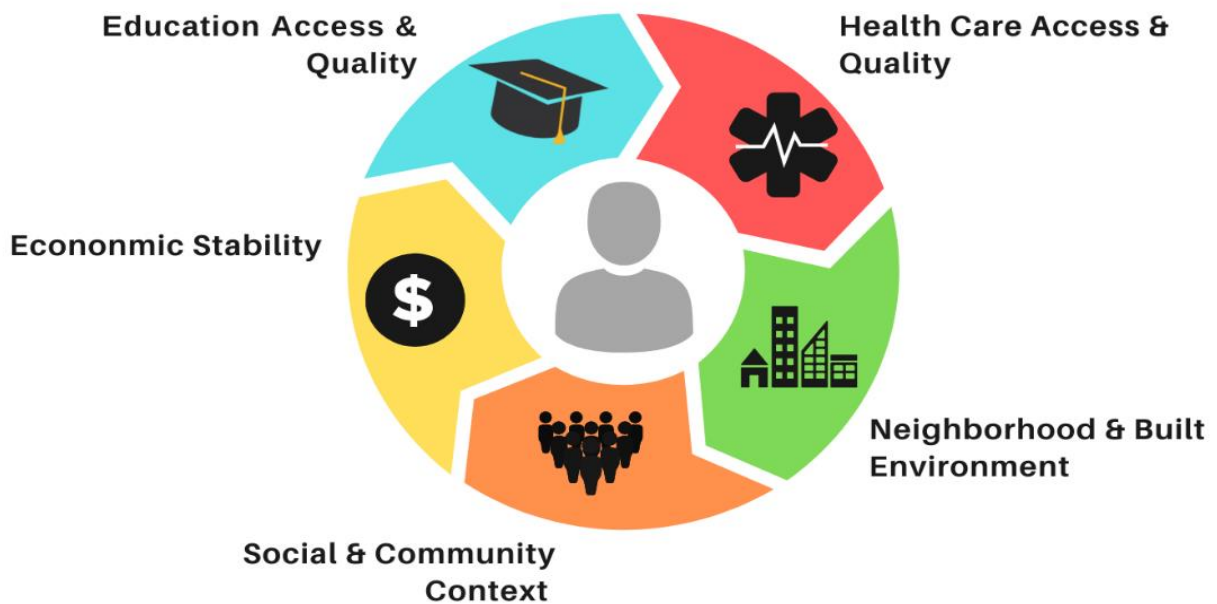 Education Access &
Quality
Health Care Access &
Quality
Econonmic Stability
$
Neighborhood & Built
Environment
Social & Community
Context